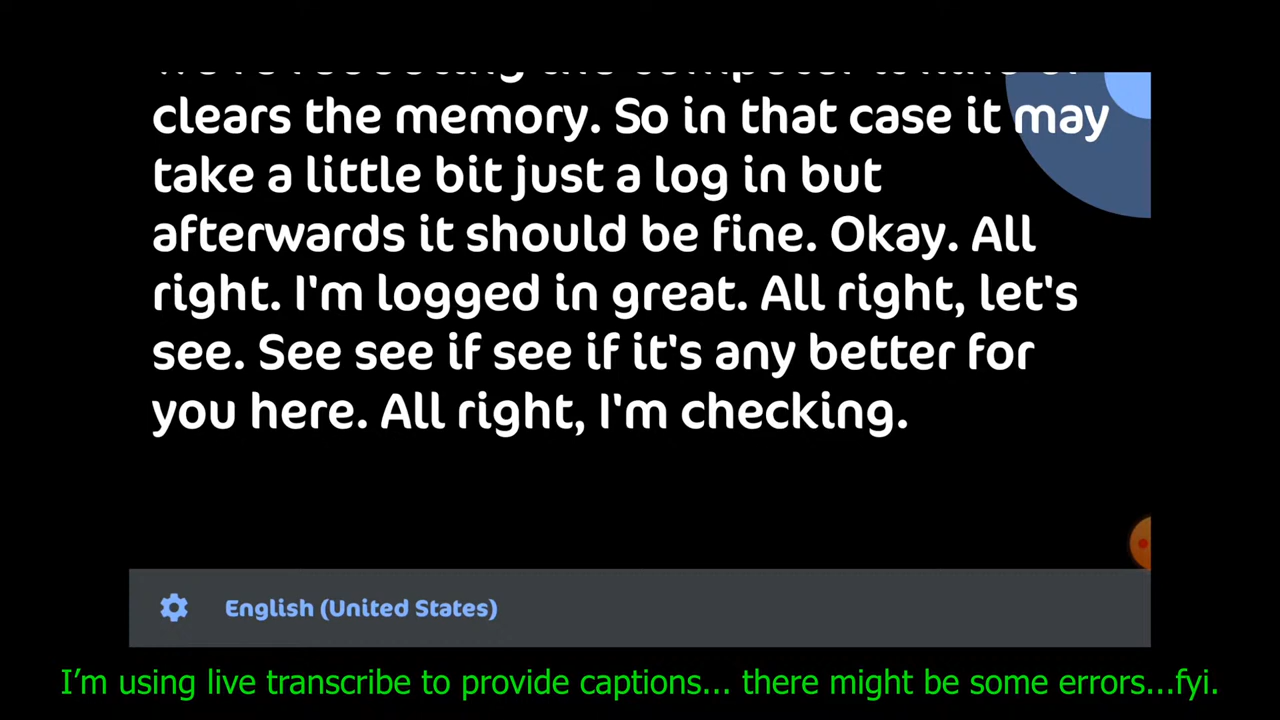 clears the memory. So in that case it may
take a little bit just a log in but
afterwards it should be fine. Okay. All
right. I'm logged in great. All right, let's
see. See see if see if it's any better for
you here. All right, I'm checking.
English (United States)
I'm using live transcribe to provide captions... there might be some errors...fyi.